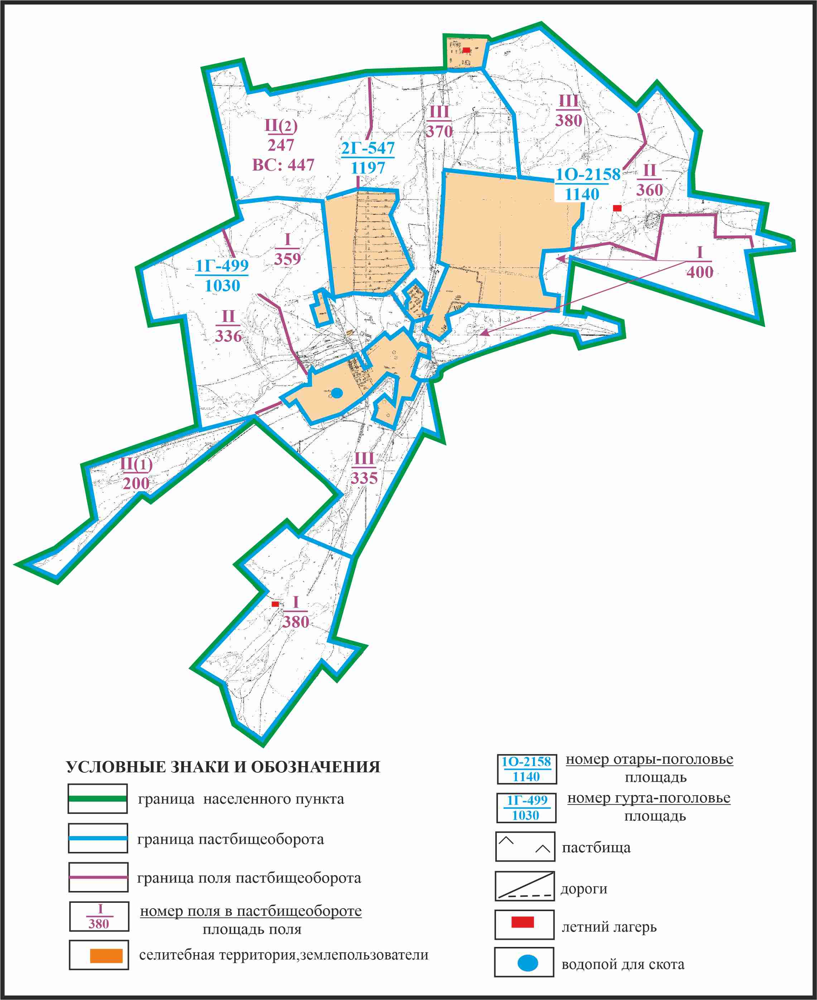 III
380
III
370
II(2)
247
ВС: 447
2Г-547
1197
1О-2158
1140
II
360
I
359
I
400
1Г-499
1030
II
336
III
335
II(1)
200
I
380
УСЛОВНЫЕ ЗНАКИ И ОБОЗНАЧЕНИЯ
граница населенного пункта
граница пастбищеоборота
граница поля пастбищеоборота
I
380
номер поля в пастбищеобороте
площадь поля
селитебная территория,землепользователи
1О-2158
1140
номер отары-поголовье
площадь
1Г-499
1030
номер гурта-поголовье
площадь
пастбища
дороги
летний лагерь
водопой для скота